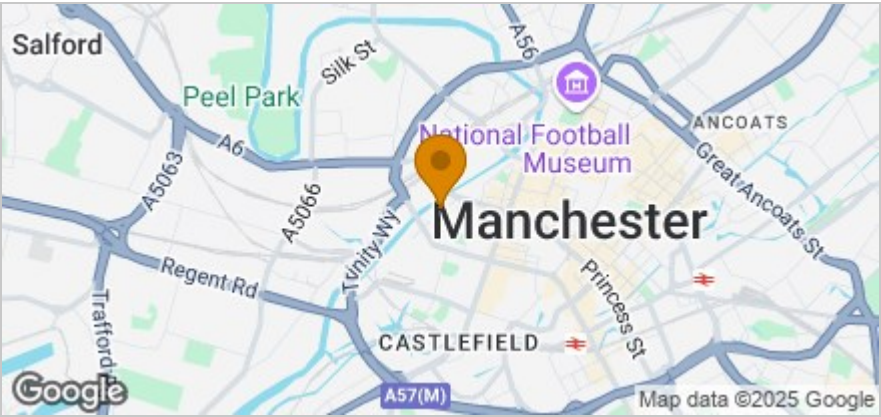 Salford
Silk St
A56
Peel Park
ANCOATS
National Football
Museum
A6
A5063
Great Ancoats St
A5066
Manchester
Trinity Wy
Regent Rd
Princess St
Trafford
CASTLEFIELD
A57(M)
Google
Map data ©2025 Google